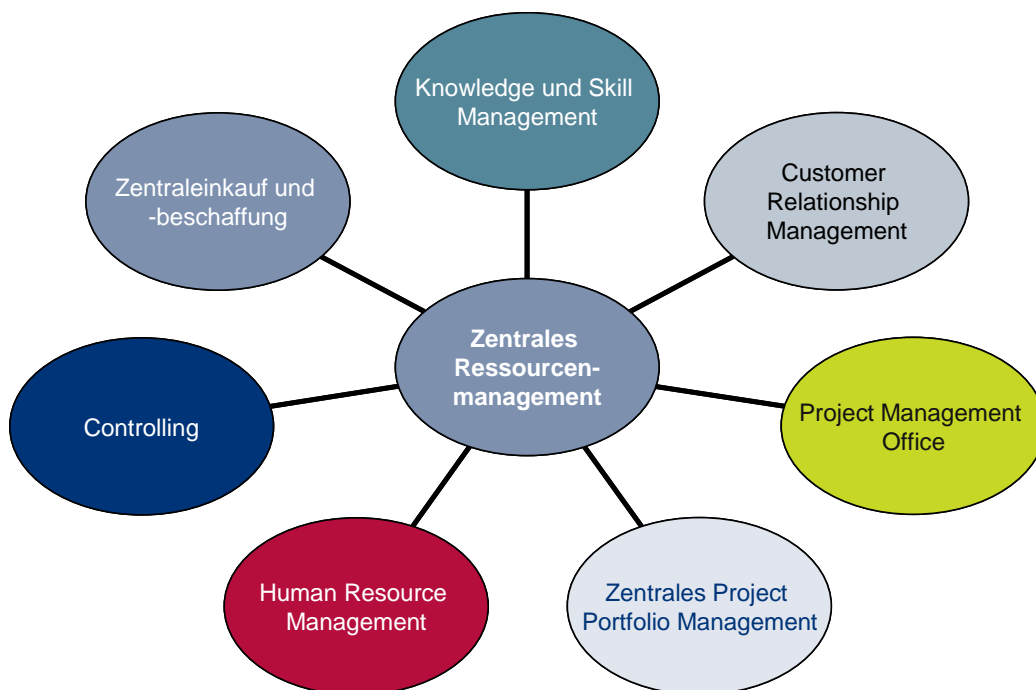 Knowledge und Skill
Management
Customer
Relationship
Management
Zentraleinkauf und
-beschaffung
Zentrales
Ressourcen-
management
Controlling
Project Management
Office
Human Resource
Management
Zentrales Project
Portfolio Management